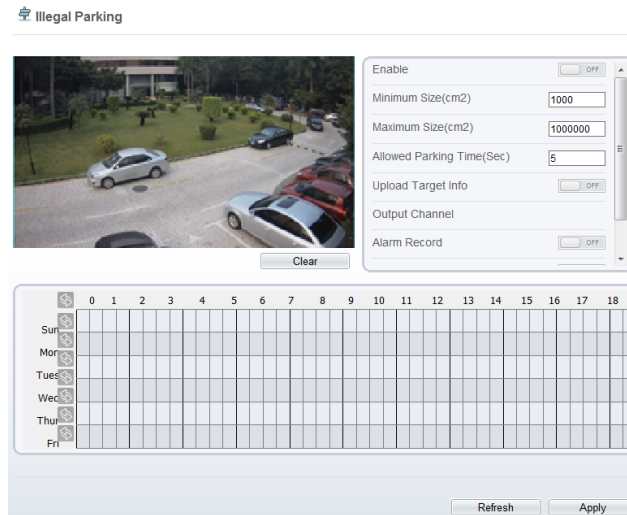 Illegal Parking
Enable OFF
Minimum Size(cm2) 1000
Maximum Size(cm2) 1000000
Allowed Parking Time(Sec) 5
Upload Target Info OFF
Output Channel
Alarm Record OFF
Clear
0 1 2 3 4 5 6 7 8 9 10 11 12 13 14 15 16 17 18
Sun
Mon
Tues
Wed
Thur
Fri
Refresh Apply